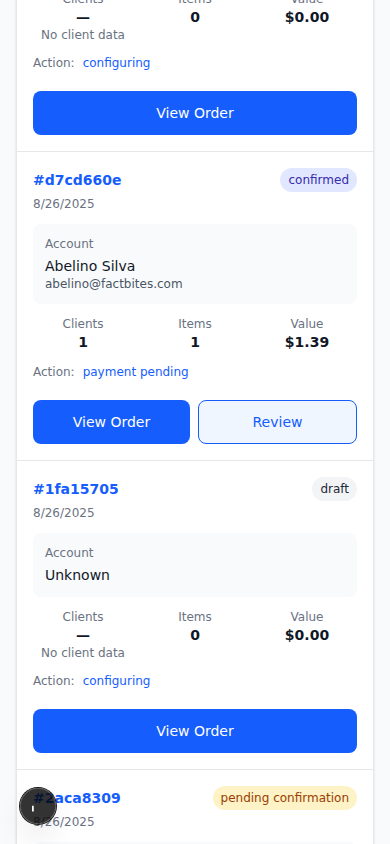 Clients Items Value
— 0 $0.00
No client data
Action: configuring
View Order
#d7cd660e confirmed
8/26/2025
Account
Abelino Silva
abelino@factbites.com
Clients Items Value
1 1 $1.39
Action: payment pending
View Order Review
#1fa15705 draft
8/26/2025
Account
Unknown
Clients Items Value
— 0 $0.00
No client data
Action: configuring
View Order
#2aca8309 pending confirmation
8/26/2025